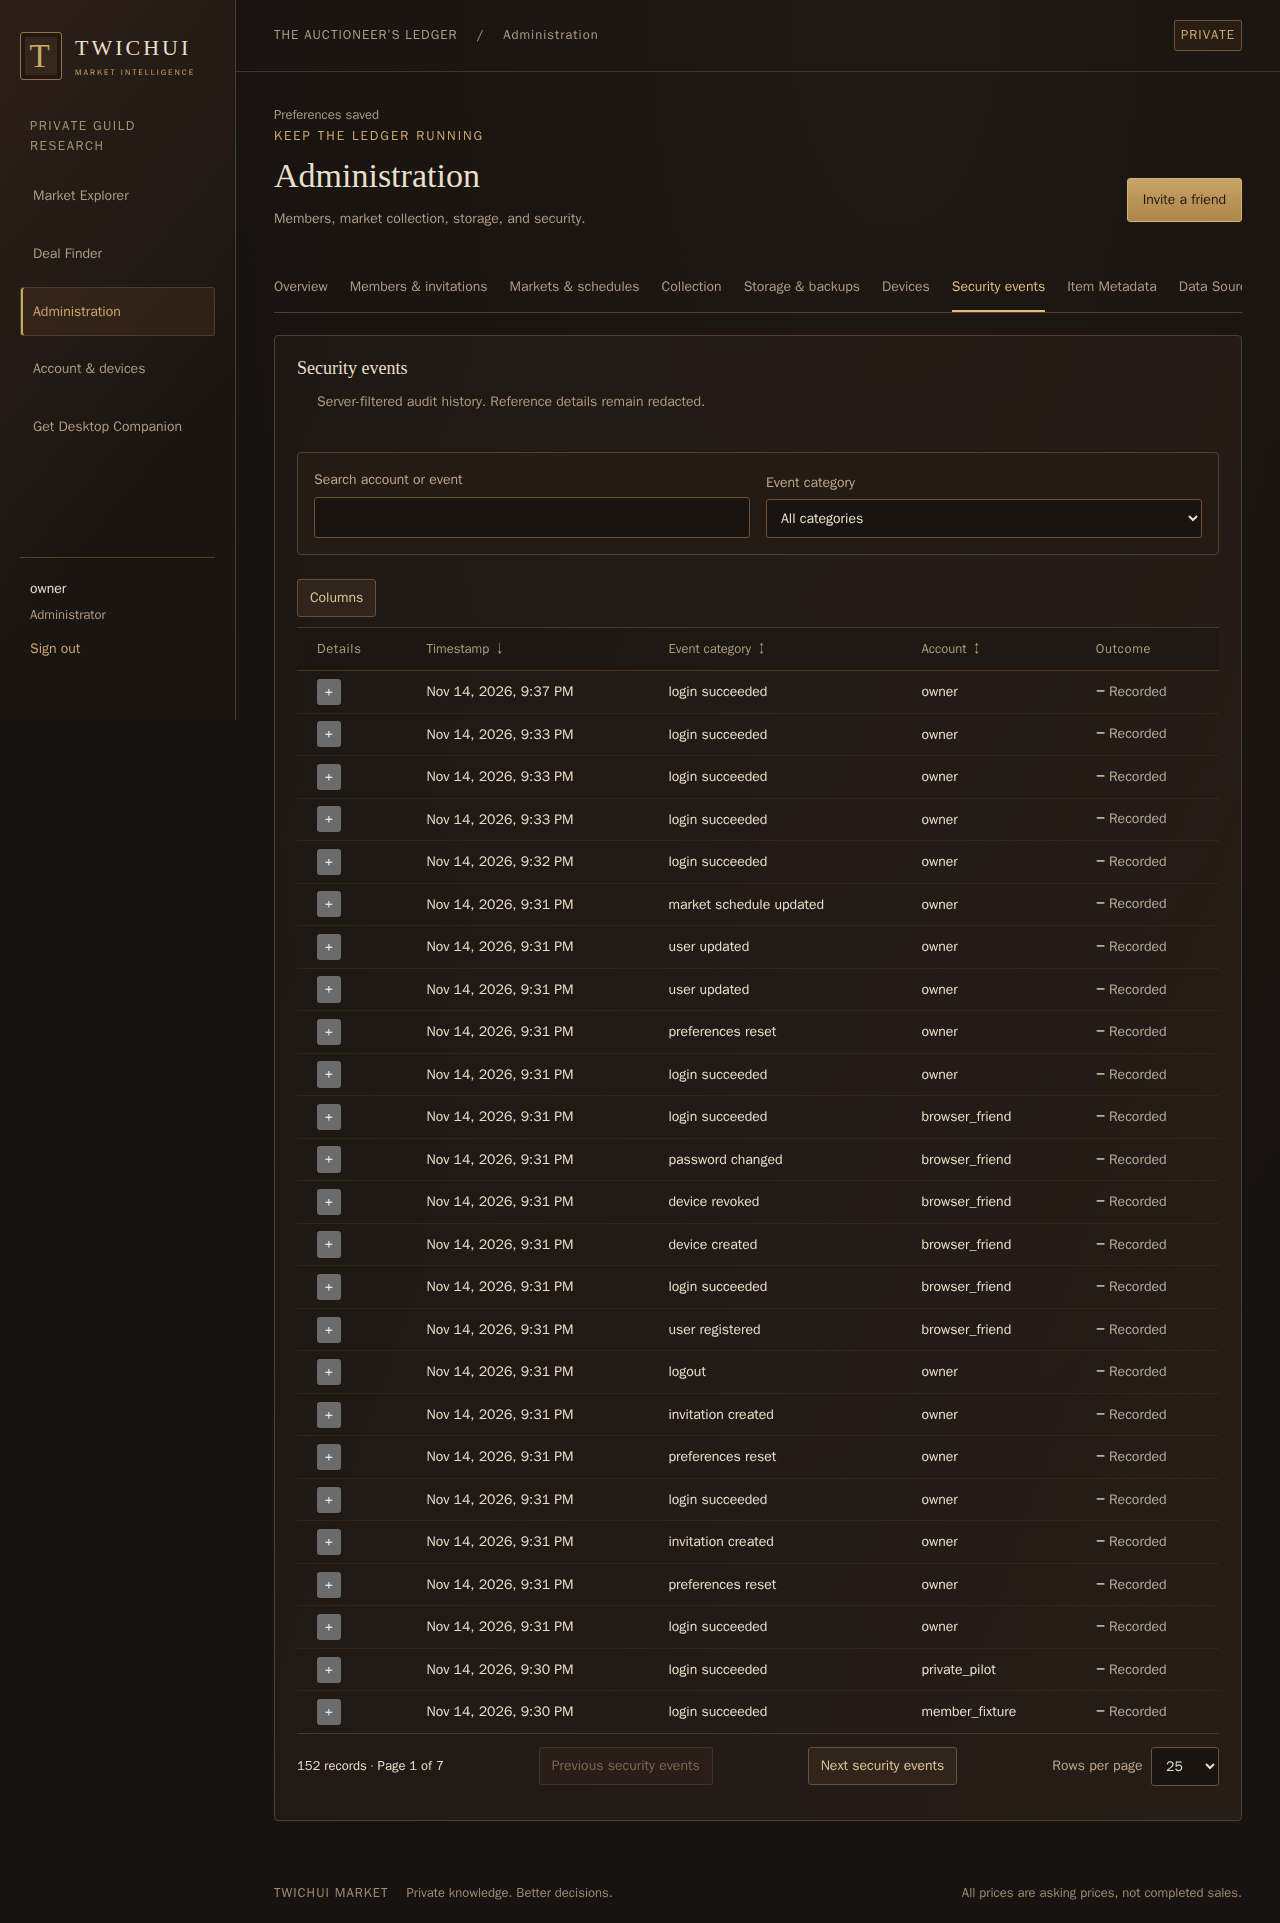 T
TWICHUI
MARKET INTELLIGENCE
PRIVATE GUILD
RESEARCH
Market Explorer
Deal Finder
Administration
Account & devices
Get Desktop Companion
owner
Administrator
Sign out
THE AUCTIONEER'S LEDGER / Administration
PRIVATE
Preferences saved
KEEP THE LEDGER RUNNING
Administration
Members, market collection, storage, and security.
Invite a friend
Overview Members & invitations Markets & schedules Collection Storage & backups Devices Security events Item Metadata Data Sour
Security events
Server-filtered audit history. Reference details remain redacted.
Search account or event
Event category
All categories
Columns
Details Timestamp ↓ Event category ↕ Account ↕ Outcome
+ Nov 14, 2026, 9:37 PM login succeeded owner – Recorded
+ Nov 14, 2026, 9:33 PM login succeeded owner – Recorded
+ Nov 14, 2026, 9:33 PM login succeeded owner – Recorded
+ Nov 14, 2026, 9:33 PM login succeeded owner – Recorded
+ Nov 14, 2026, 9:32 PM login succeeded owner – Recorded
+ Nov 14, 2026, 9:31 PM market schedule updated owner – Recorded
+ Nov 14, 2026, 9:31 PM user updated owner – Recorded
+ Nov 14, 2026, 9:31 PM user updated owner – Recorded
+ Nov 14, 2026, 9:31 PM preferences reset owner – Recorded
+ Nov 14, 2026, 9:31 PM login succeeded owner – Recorded
+ Nov 14, 2026, 9:31 PM login succeeded browser_friend – Recorded
+ Nov 14, 2026, 9:31 PM password changed browser_friend – Recorded
+ Nov 14, 2026, 9:31 PM device revoked browser_friend – Recorded
+ Nov 14, 2026, 9:31 PM device created browser_friend – Recorded
+ Nov 14, 2026, 9:31 PM login succeeded browser_friend – Recorded
+ Nov 14, 2026, 9:31 PM user registered browser_friend – Recorded
+ Nov 14, 2026, 9:31 PM logout owner – Recorded
+ Nov 14, 2026, 9:31 PM invitation created owner – Recorded
+ Nov 14, 2026, 9:31 PM preferences reset owner – Recorded
+ Nov 14, 2026, 9:31 PM login succeeded owner – Recorded
+ Nov 14, 2026, 9:31 PM invitation created owner – Recorded
+ Nov 14, 2026, 9:31 PM preferences reset owner – Recorded
+ Nov 14, 2026, 9:31 PM login succeeded owner – Recorded
+ Nov 14, 2026, 9:30 PM login succeeded private_pilot – Recorded
+ Nov 14, 2026, 9:30 PM login succeeded member_fixture – Recorded
152 records · Page 1 of 7 Previous security events Next security events Rows per page 25
TWICHUI MARKET Private knowledge. Better decisions. All prices are asking prices, not completed sales.